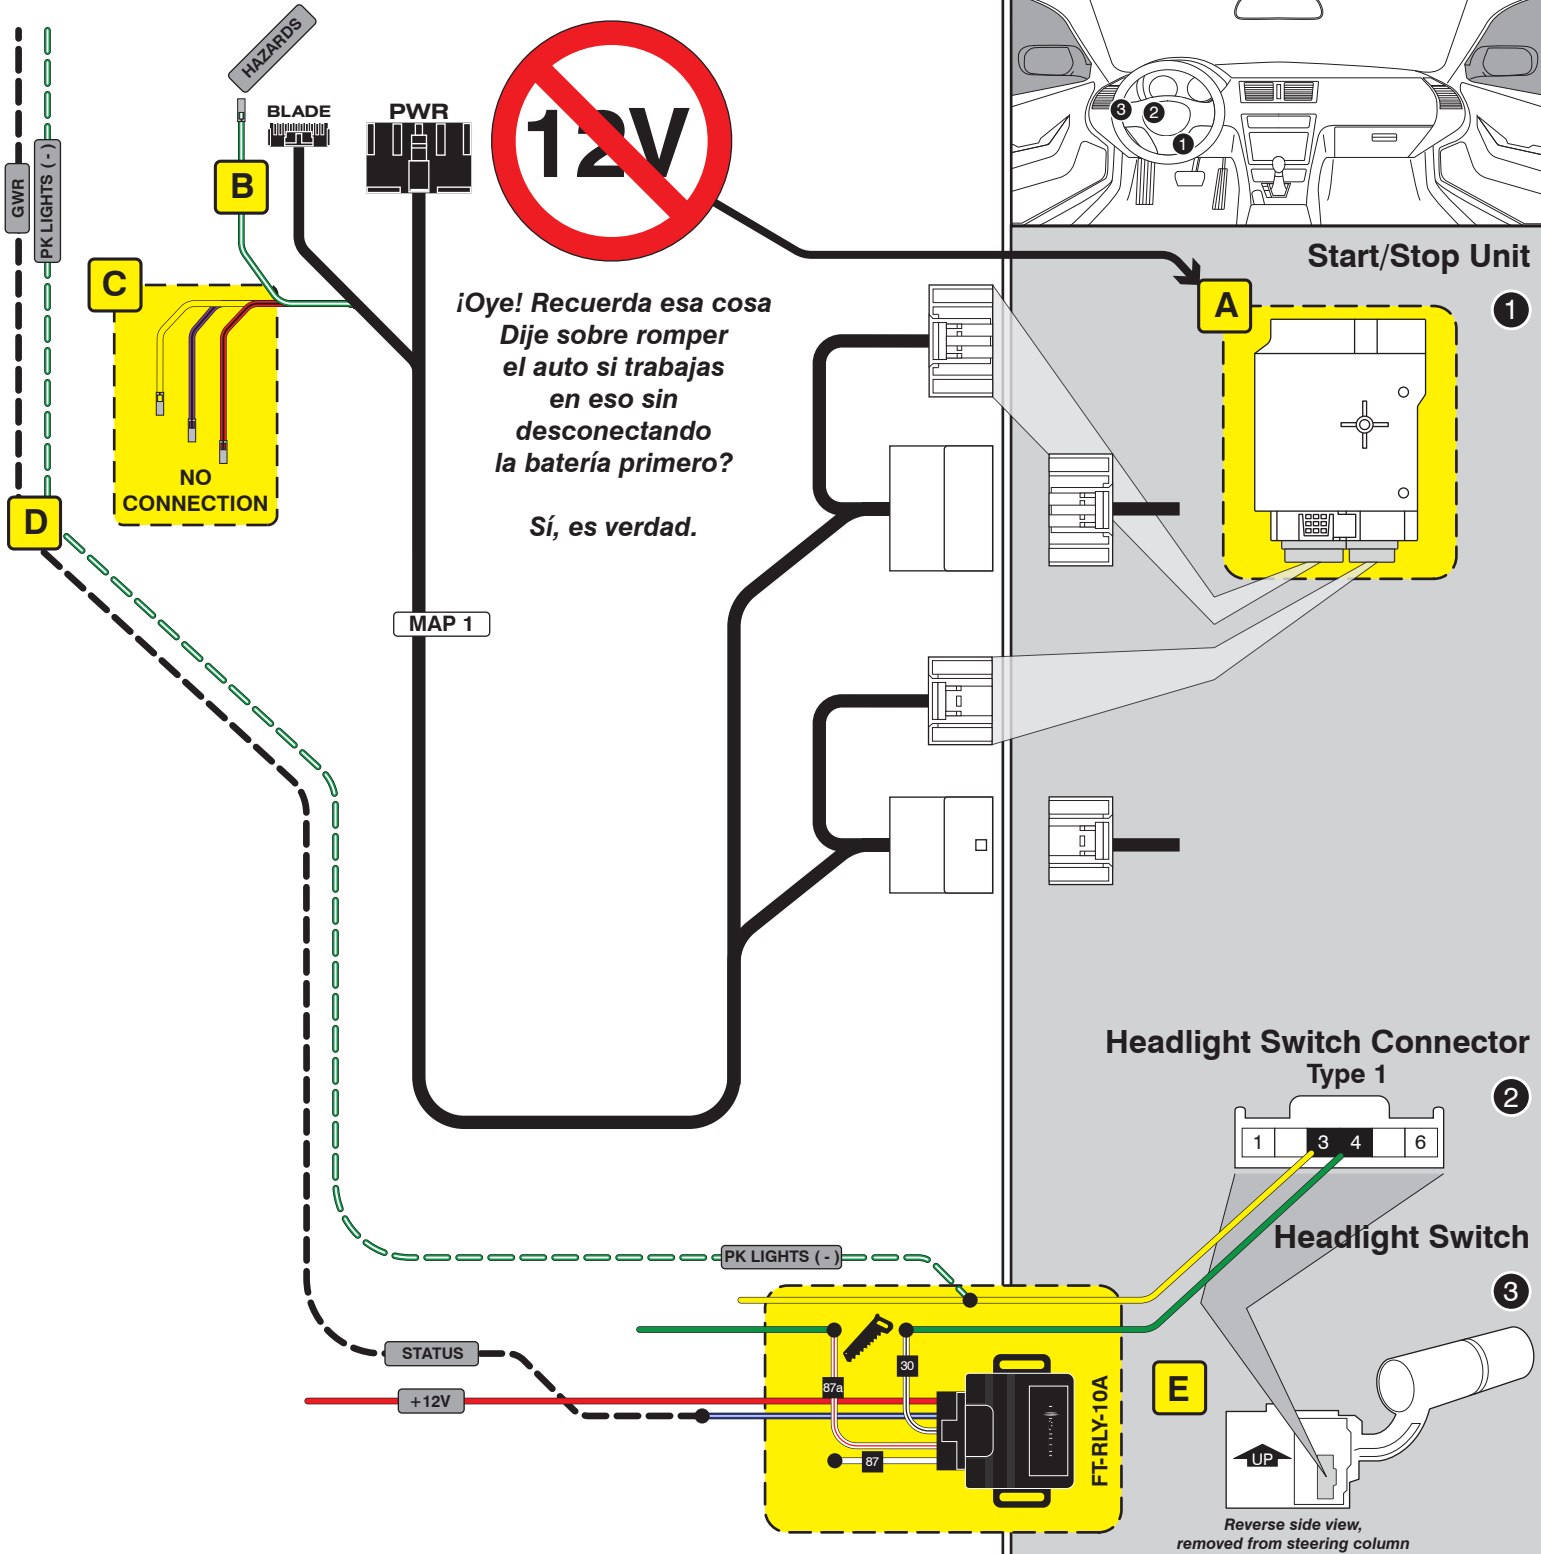 HAZARDS
BLADE
PWR
12V
GWR
PK LIGHTS ( - )
B
C
NO
CONNECTION
D
¡Oye! Recuerda esa cosa
Dije sobre romper
el auto si trabajas
en eso sin
desconectando
la batería primero?
Sí, es verdad.
MAP 1
3
2
1
Start/Stop Unit
1
A
Headlight Switch Connector
Type 1
2
1
3
4
6
Headlight Switch
3
PK LIGHTS ( - )
STATUS
+12V
87a
30
87
FT-RLY-10A
E
UP
Reverse side view,
removed from steering column